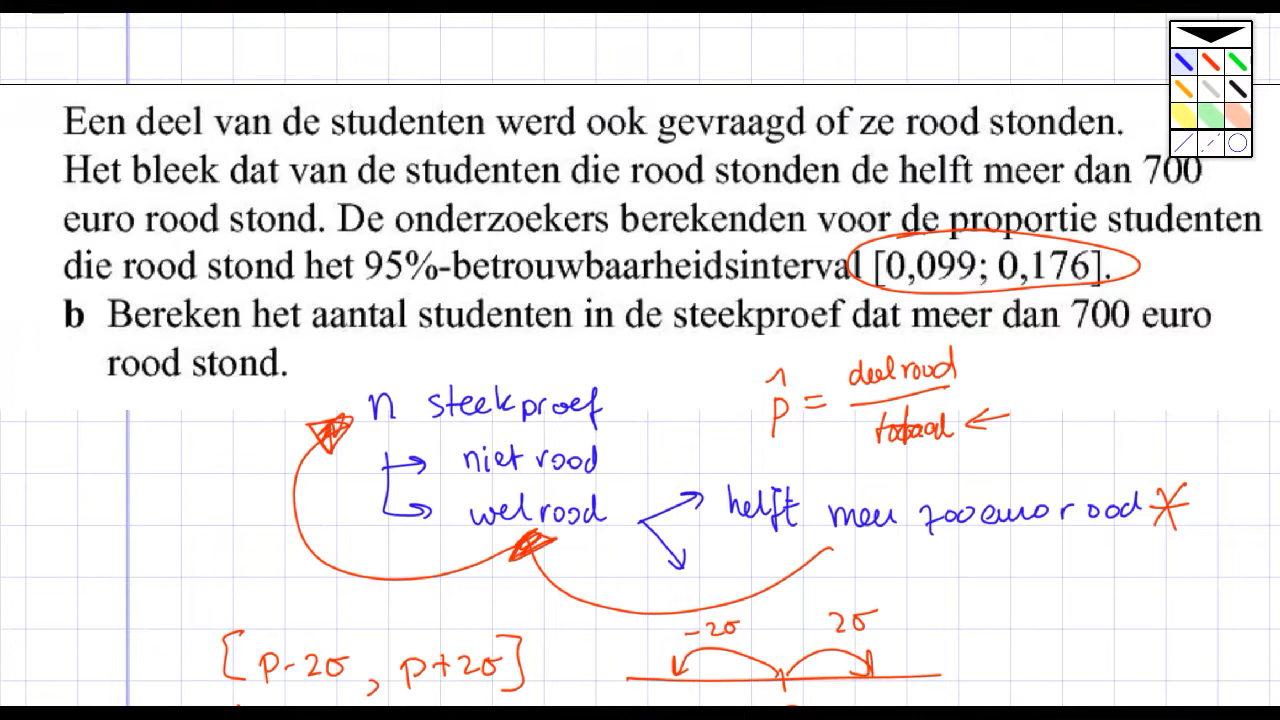 Een deel van de studenten werd ook gevraagd of ze rood stonden.
Het bleek dat van de studenten die rood stonden de helft meer dan 700
euro rood stond. De onderzoekers berekenden voor de proportie studenten
die rood stond het 95%-betrouwbaarheidsinterval [0,099; 0,176].
b Bereken het aantal studenten in de steekproef dat meer dan 700 euro
rood stond.
n steekproef
p̂ = deel rood / totaal ←
niet rood
wel rood
helft meer 700 euro rood
[p-2σ, p+2σ]
-2σ 2σ